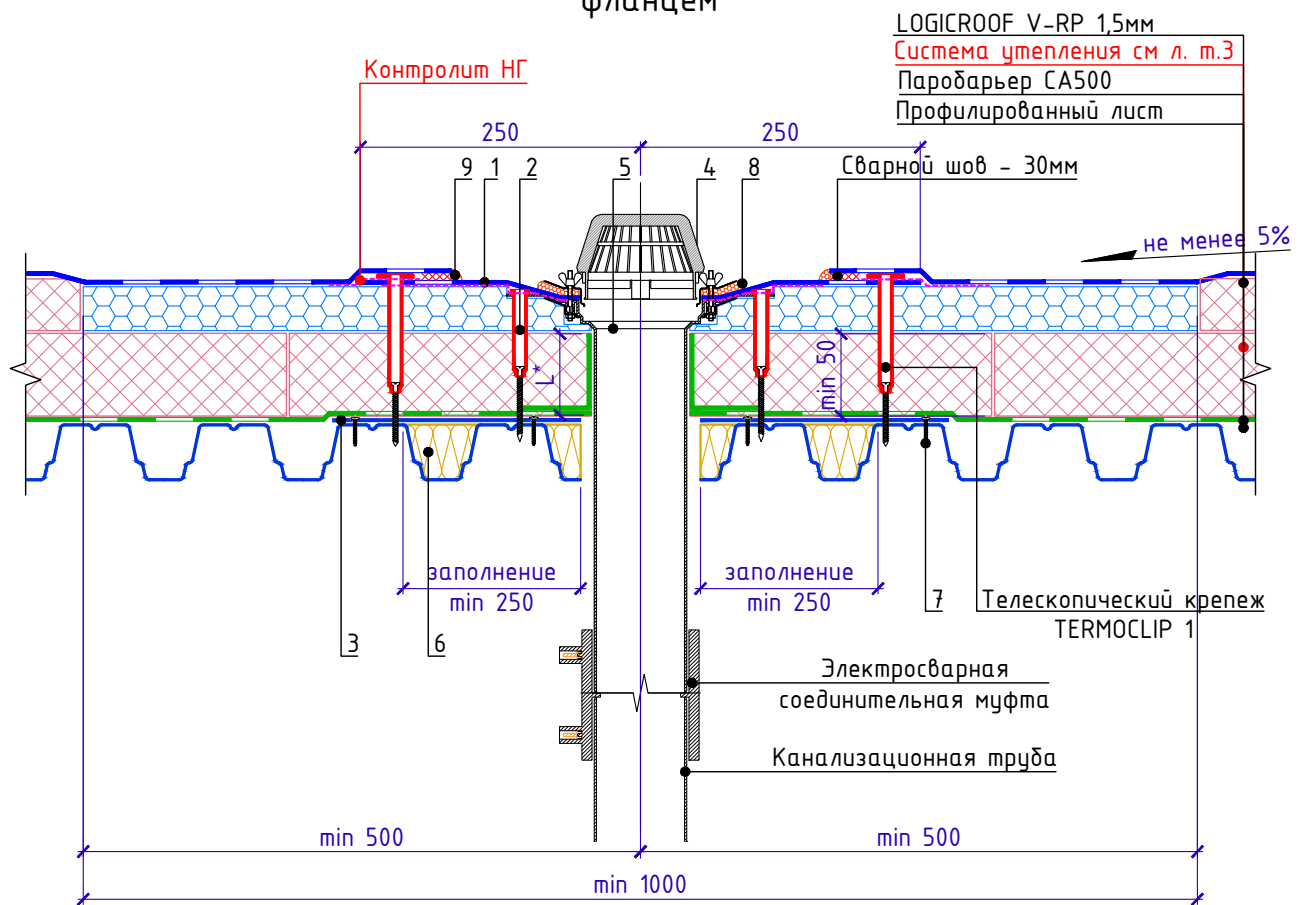 фланцем
LOGICROOF V-RP 1,5мм
Система утепления см л. т.3
Паробарьер СА500
Профилированный лист
Контролит НГ
250
250
9
1
2
5
4
8
Сварной шов - 30мм
не менее 5%
L*
min 50
заполнение
min 250
заполнение
min 250
7
Телескопический крепеж
TERMOCLIP 1
3
6
Электросварная
соединительная муфта
Канализационная труба
min 500
min 500
min 1000